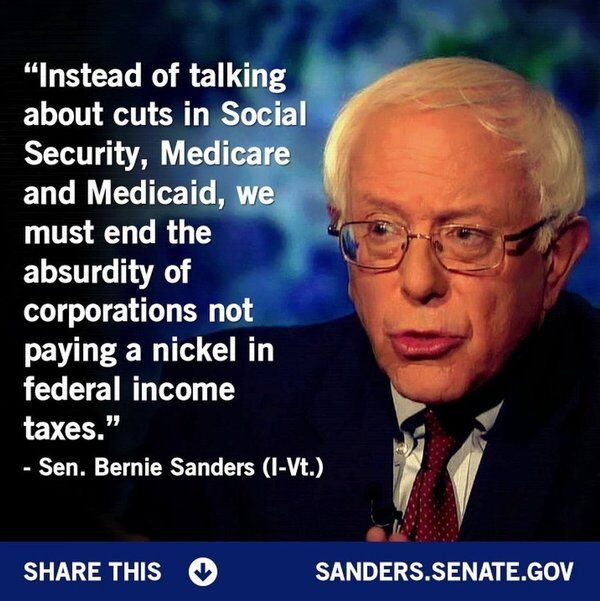 “Instead of talking
about cuts in Social
Security, Medicare
and Medicaid, we
must end the
absurdity of
corporations not
paying a nickel in
federal income
taxes.”
- Sen. Bernie Sanders (I-Vt.)
SHARE THIS
SANDERS.SENATE.GOV